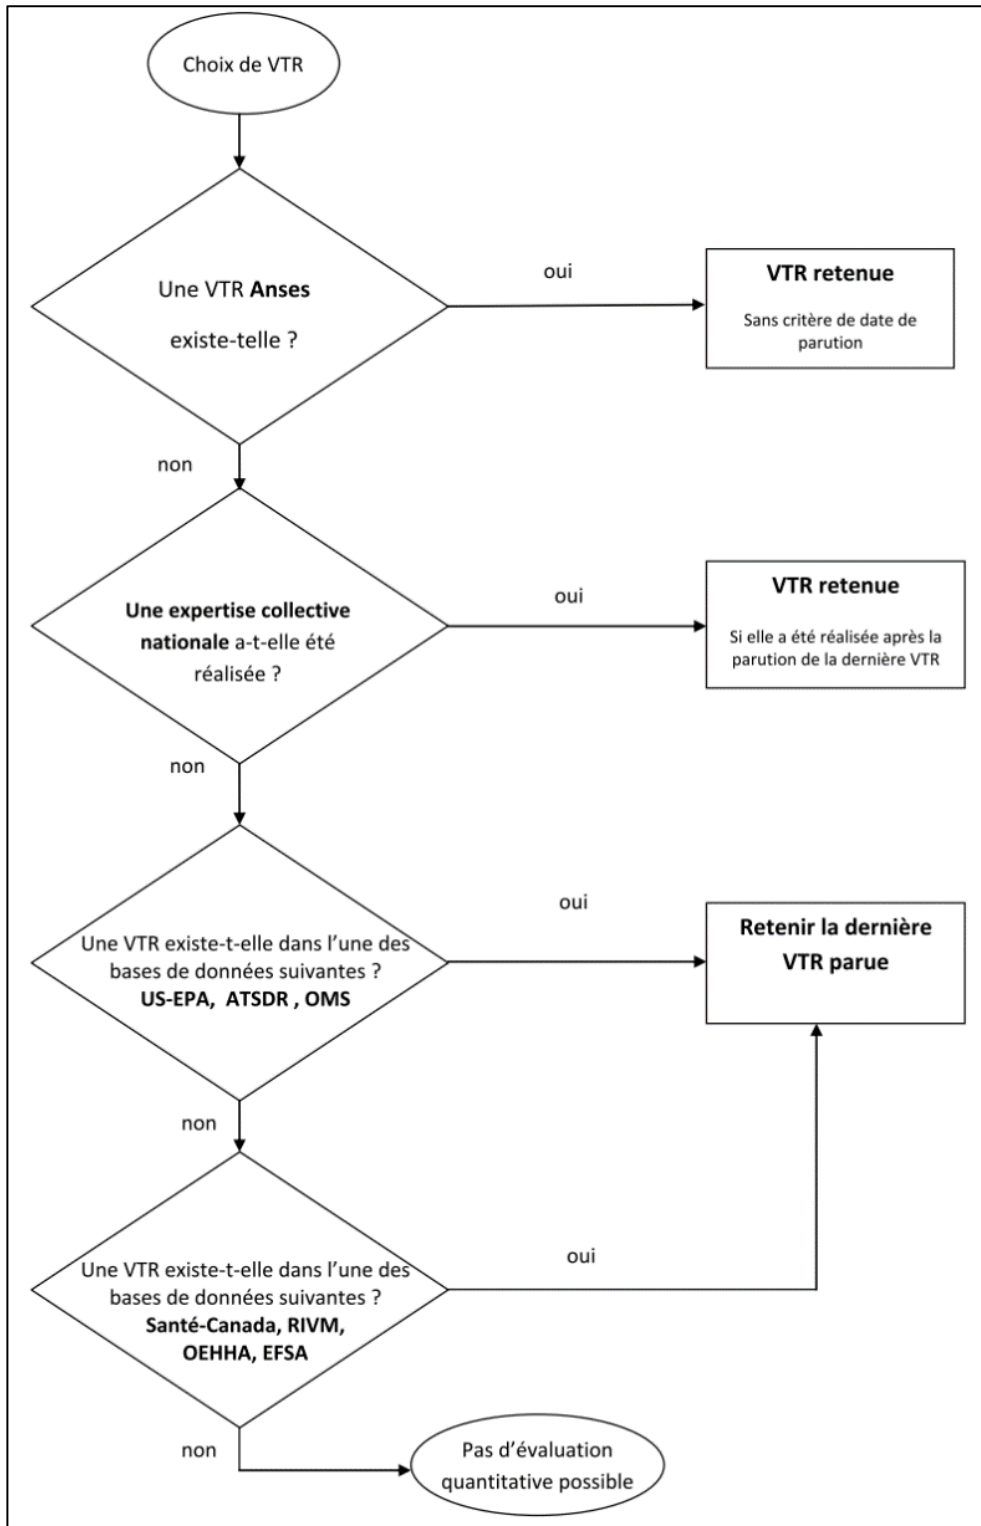 Choix de VTR
Une VTR Anses
existe-telle ?
oui
VTR retenue
Sans critère de date de
parution
non
Une expertise collective
nationale a-t-elle été
réalisée ?
oui
VTR retenue
Si elle a été réalisée après la
parution de la dernière VTR
non
Une VTR existe-t-elle dans l’une des
bases de données suivantes ?
US-EPA, ATSDR , OMS
oui
Retenir la dernière
VTR parue
non
Une VTR existe-t-elle dans l’une des
bases de données suivantes ?
Santé-Canada, RIVM,
OEHHA, EFSA
oui
non
Pas d’évaluation
quantitative possible